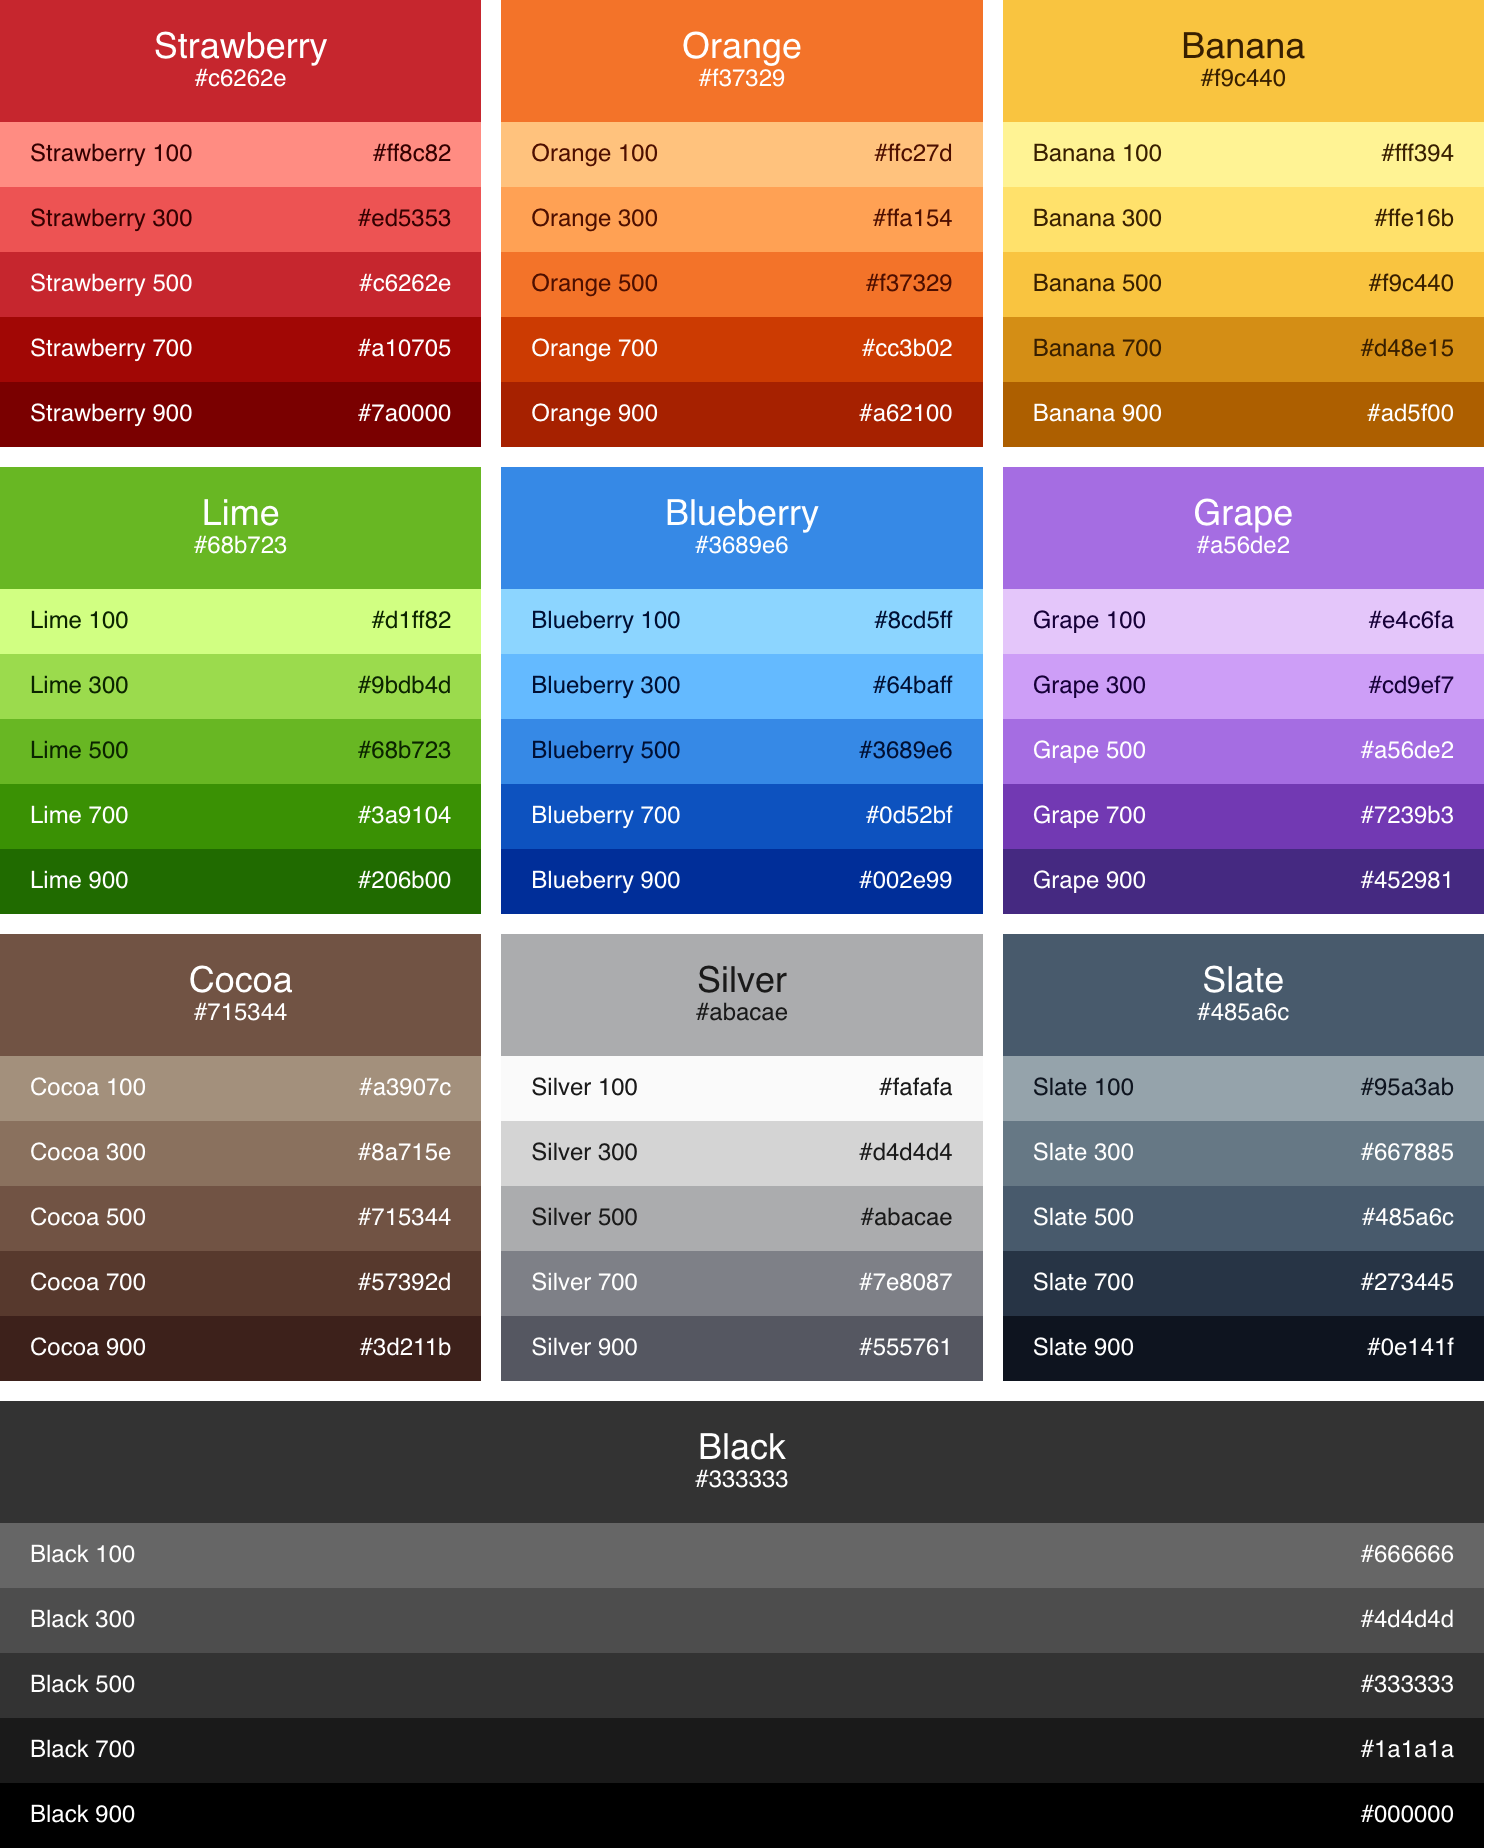 Strawberry
#c6262e
Strawberry 100 #ff8c82
Strawberry 300 #ed5353
Strawberry 500 #c6262e
Strawberry 700 #a10705
Strawberry 900 #7a0000
Orange
#f37329
Orange 100 #ffc27d
Orange 300 #ffa154
Orange 500 #f37329
Orange 700 #cc3b02
Orange 900 #a62100
Banana
#f9c440
Banana 100 #fff394
Banana 300 #ffe16b
Banana 500 #f9c440
Banana 700 #d48e15
Banana 900 #ad5f00
Lime
#68b723
Lime 100 #d1ff82
Lime 300 #9bdb4d
Lime 500 #68b723
Lime 700 #3a9104
Lime 900 #206b00
Blueberry
#3689e6
Blueberry 100 #8cd5ff
Blueberry 300 #64baff
Blueberry 500 #3689e6
Blueberry 700 #0d52bf
Blueberry 900 #002e99
Grape
#a56de2
Grape 100 #e4c6fa
Grape 300 #cd9ef7
Grape 500 #a56de2
Grape 700 #7239b3
Grape 900 #452981
Cocoa
#715344
Cocoa 100 #a3907c
Cocoa 300 #8a715e
Cocoa 500 #715344
Cocoa 700 #57392d
Cocoa 900 #3d211b
Silver
#abacae
Silver 100 #fafafa
Silver 300 #d4d4d4
Silver 500 #abacae
Silver 700 #7e8087
Silver 900 #555761
Slate
#485a6c
Slate 100 #95a3ab
Slate 300 #667885
Slate 500 #485a6c
Slate 700 #273445
Slate 900 #0e141f
Black
#333333
Black 100 #666666
Black 300 #4d4d4d
Black 500 #333333
Black 700 #1a1a1a
Black 900 #000000